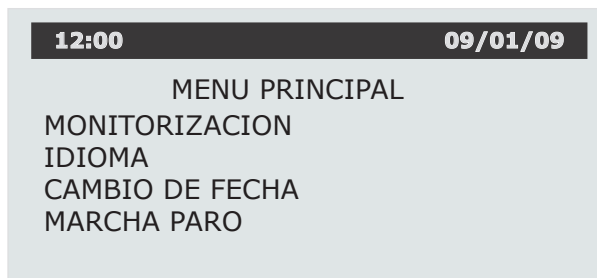 12:00 09/01/09
MENU PRINCIPAL
MONITORIZACION
IDIOMA
CAMBIO DE FECHA
MARCHA PARO